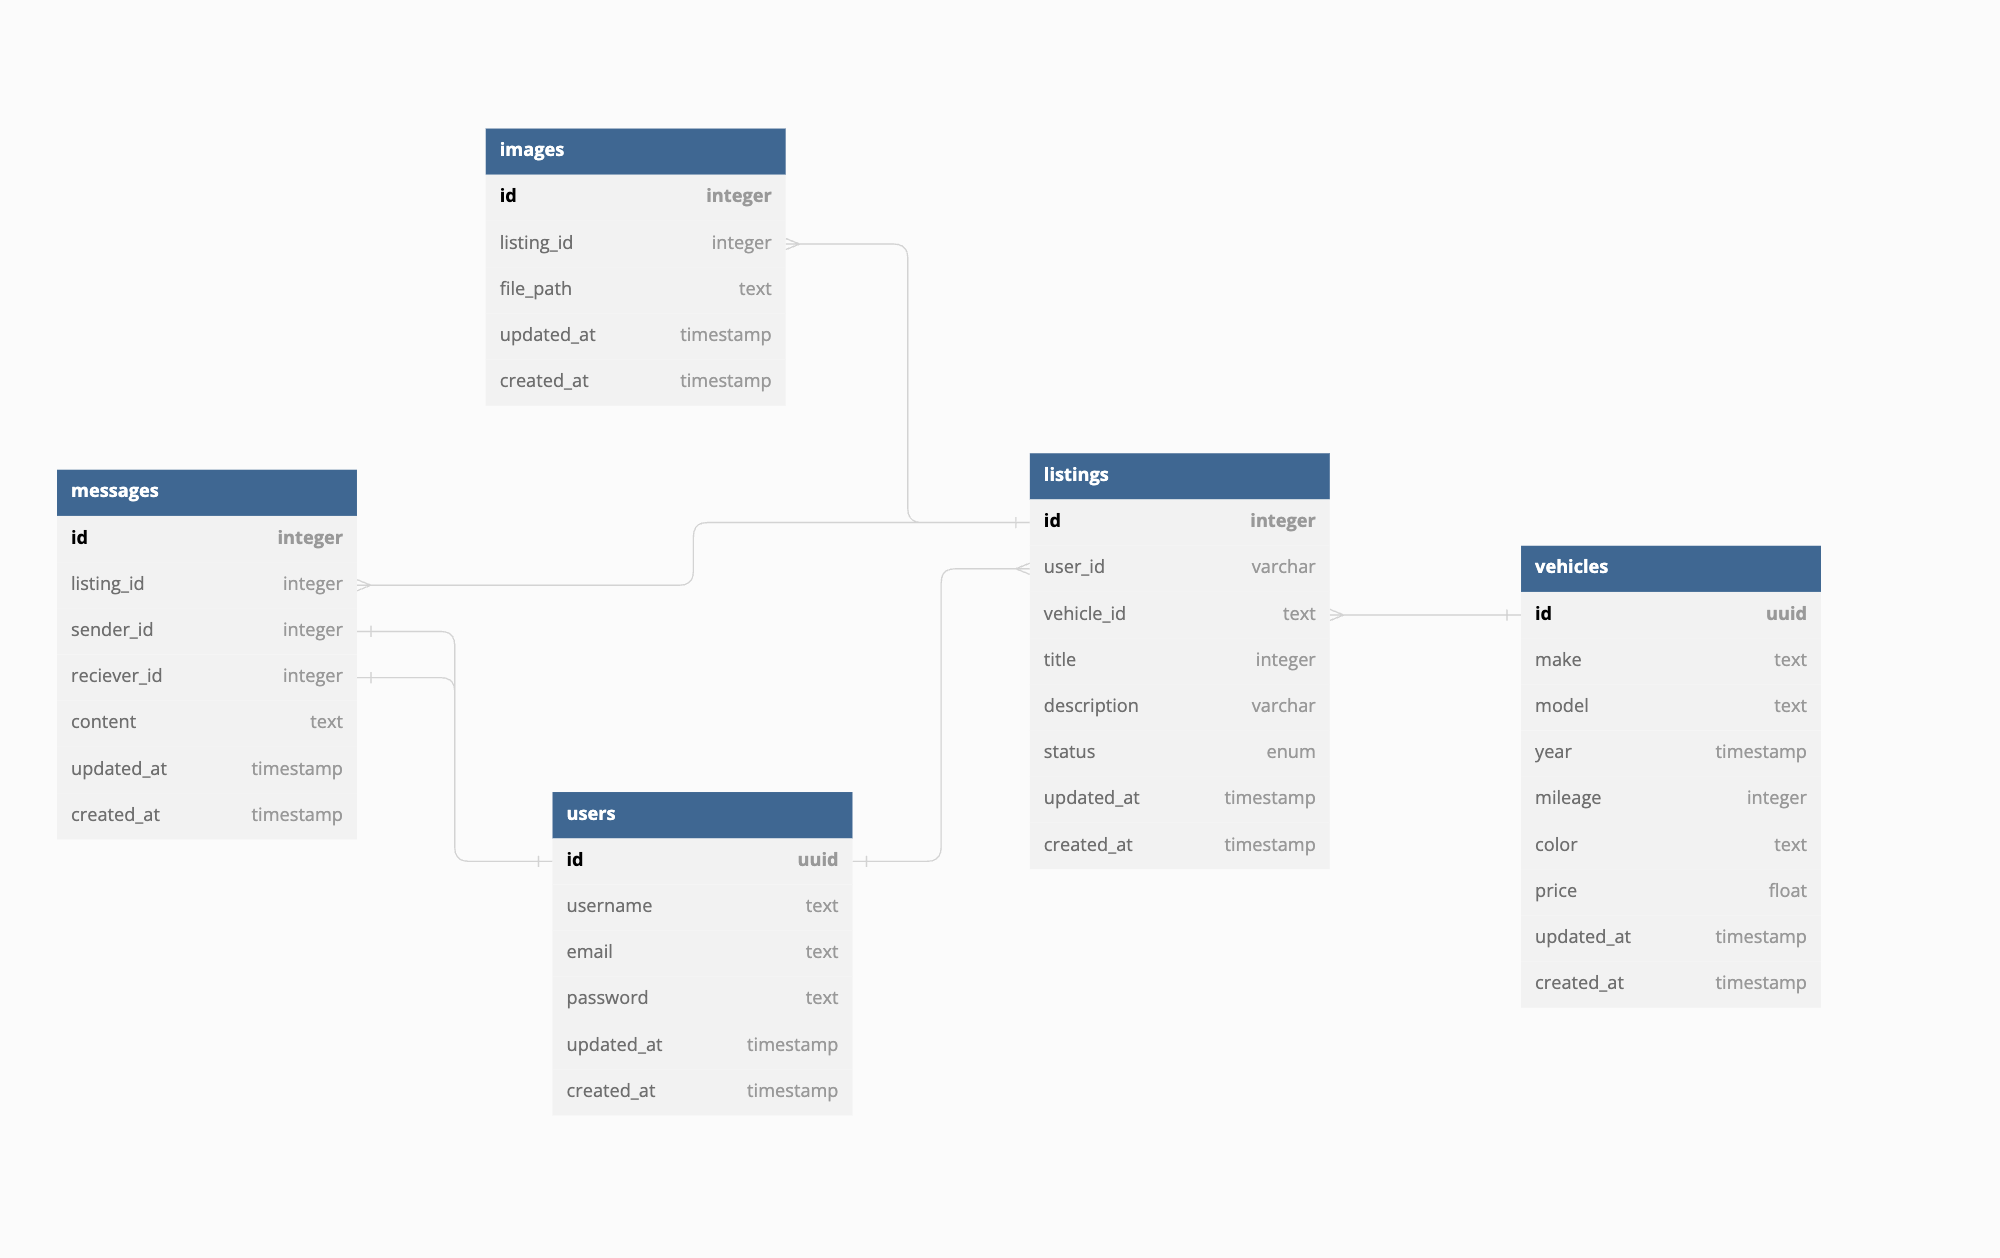 images
id integer
listing_id integer
file_path text
updated_at timestamp
created_at timestamp
messages
id integer
listing_id integer
sender_id integer
reciever_id integer
content text
updated_at timestamp
created_at timestamp
users
id uuid
username text
email text
password text
updated_at timestamp
created_at timestamp
listings
id integer
user_id varchar
vehicle_id text
title integer
description varchar
status enum
updated_at timestamp
created_at timestamp
vehicles
id uuid
make text
model text
year timestamp
mileage integer
color text
price float
updated_at timestamp
created_at timestamp